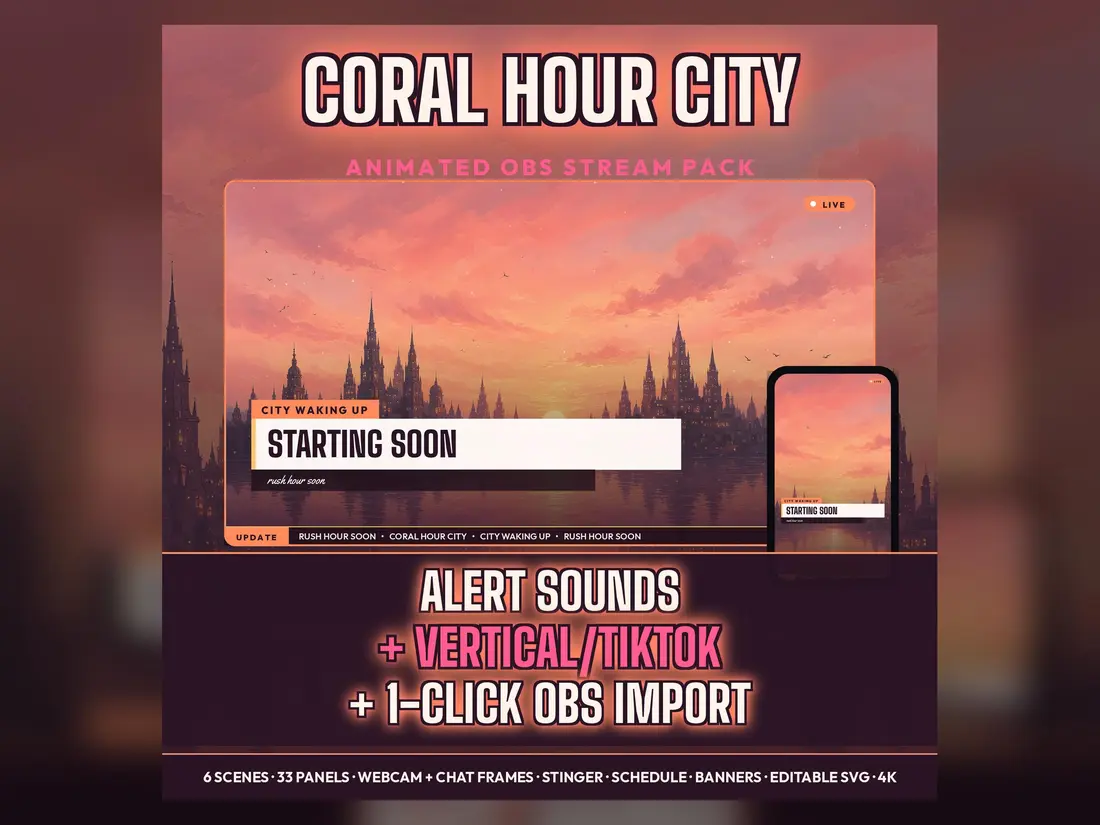 CORAL HOUR CITY
ANIMATED OBS STREAM PACK
LIVE
CITY WAKING UP
STARTING SOON
rush hour soon
UPDATE RUSH HOUR SOON • CORAL HOUR CITY • CITY WAKING UP • RUSH HOUR SOON
LIVE
CITY WAKING UP
STARTING SOON
ALERT SOUNDS
+ VERTICAL/TIKTOK
+ 1-CLICK OBS IMPORT
6 SCENES · 33 PANELS · WEBCAM + CHAT FRAMES · STINGER · SCHEDULE · BANNERS · EDITABLE SVG · 4K